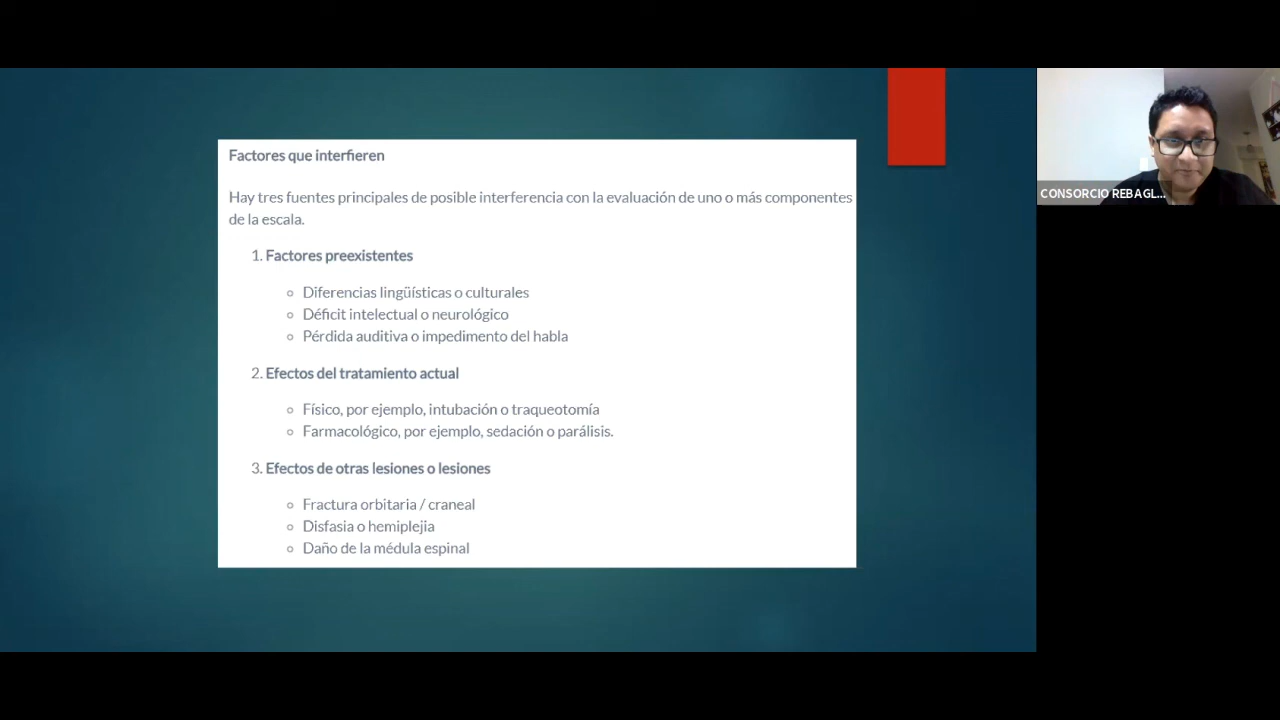 Factores que interfieren
Hay tres fuentes principales de posible interferencia con la evaluación de uno o más componentes
de la escala.
1. Factores preexistentes
Diferencias lingüísticas o culturales
Déficit intelectual o neurológico
Pérdida auditiva o impedimento del habla
2. Efectos del tratamiento actual
Físico, por ejemplo, intubación o traqueotomía
Farmacológico, por ejemplo, sedación o parálisis.
3. Efectos de otras lesiones o lesiones
Fractura orbitaria / craneal
Disfasia o hemiplejia
Daño de la médula espinal
CONSORCIO REBAGL...